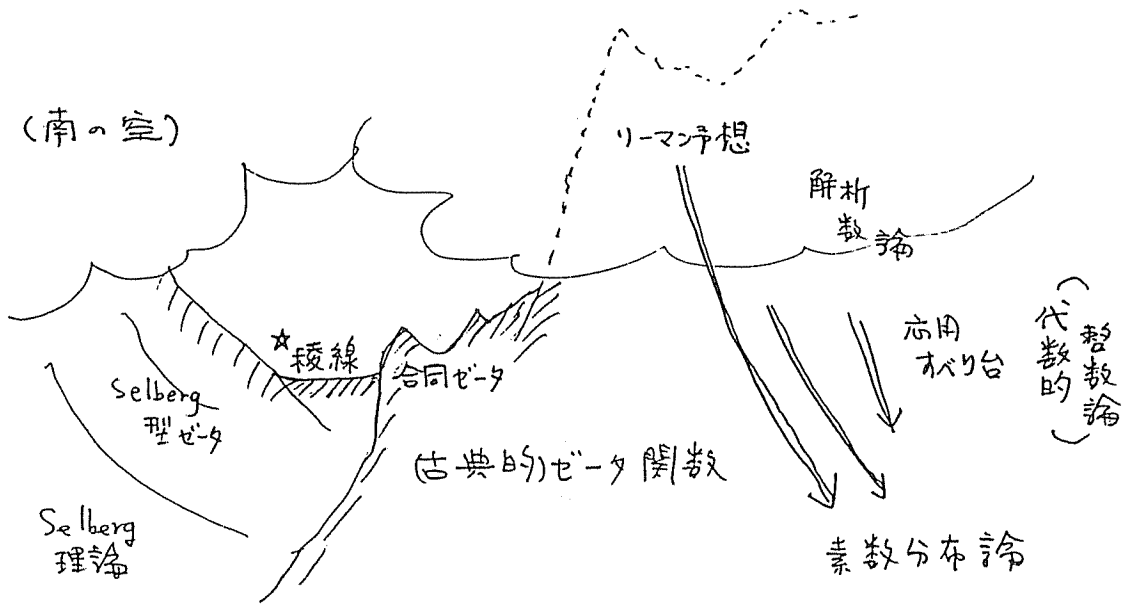 (南の空)
リーマン予想
解析
数論
☆
稜線
合同ゼータ
Selberg
型ゼータ
(古典的)ゼータ関数
応用
すべり台
(代数的)
整数論
Selberg
理論
素数分布論